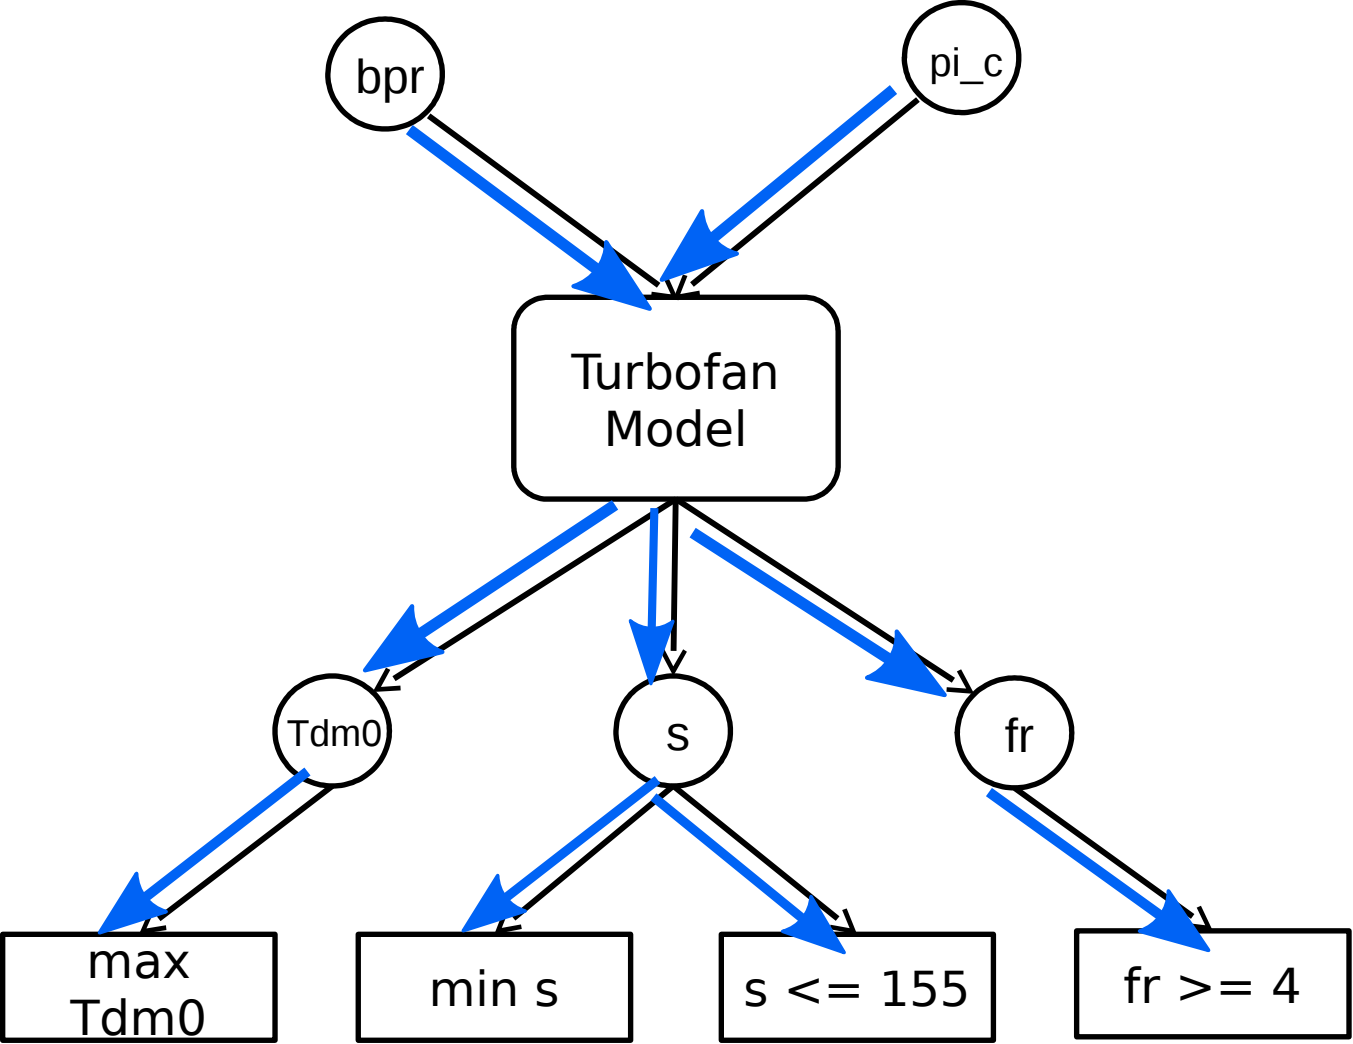 bpr
pi_c
Turbofan
Model
Tdm0
s
fr
max
Tdm0
min s
s <= 155
fr >= 4